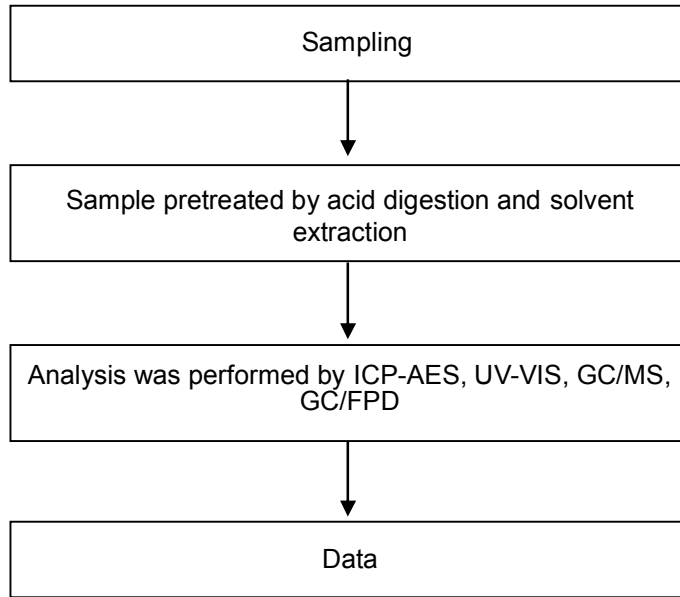 Sampling
Sample pretreated by acid digestion and solvent
extraction
Analysis was performed by ICP-AES, UV-VIS, GC/MS,
GC/FPD
Data